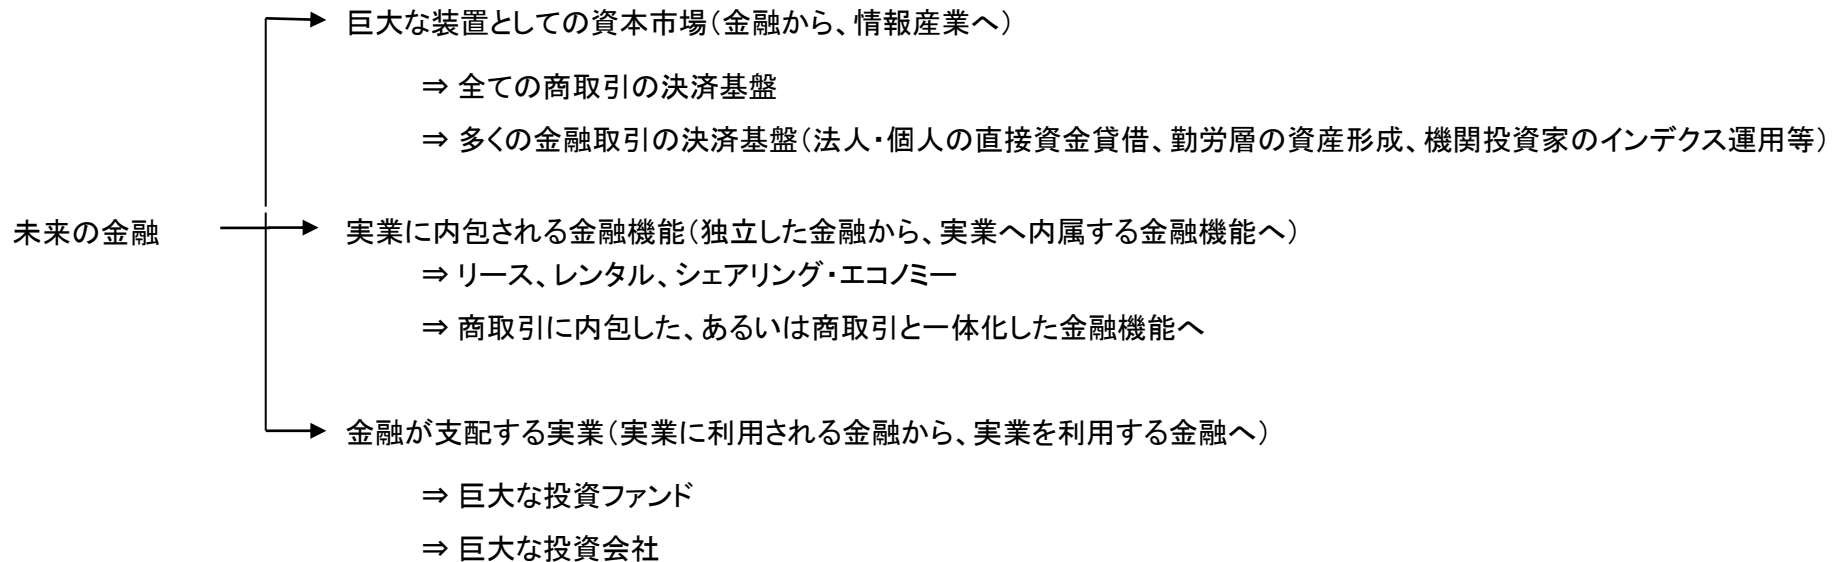 巨大な装置としての資本市場(金融から、情報産業へ)
⇒ 全ての商取引の決済基盤
⇒ 多くの金融取引の決済基盤(法人・個人の直接資金貸借、勤労層の資産形成、機関投資家のインデクス運用等)
未来の金融
実業に内包される金融機能(独立した金融から、実業へ内属する金融機能へ)
⇒ リース、レンタル、シェアリング・エコノミー
⇒ 商取引に内包した、あるいは商取引と一体化した金融機能へ
金融が支配する実業(実業に利用される金融から、実業を利用する金融へ)
⇒ 巨大な投資ファンド
⇒ 巨大な投資会社